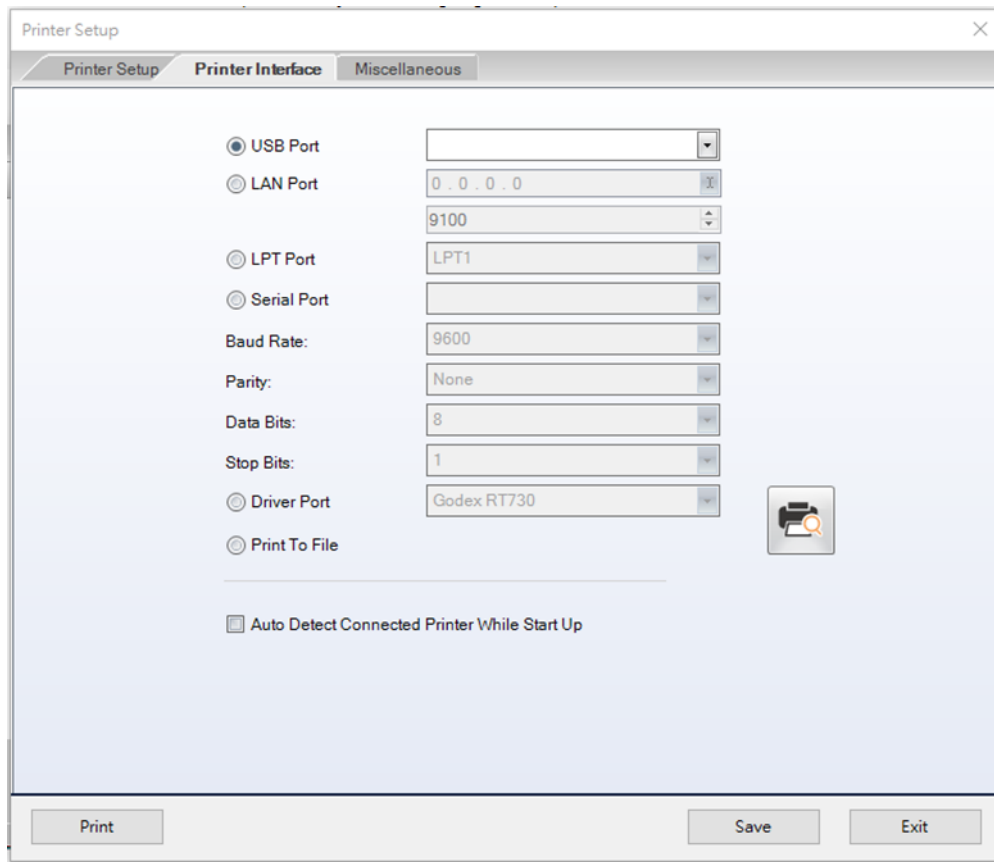 Printer Setup
Printer Setup Printer Interface Miscellaneous
USB Port
LAN Port 0 . 0 . 0 . 0
9100
LPT Port LPT1
Serial Port
Baud Rate: 9600
Parity: None
Data Bits: 8
Stop Bits: 1
Driver Port Godex RT730
Print To File
Auto Detect Connected Printer While Start Up
Print Save Exit